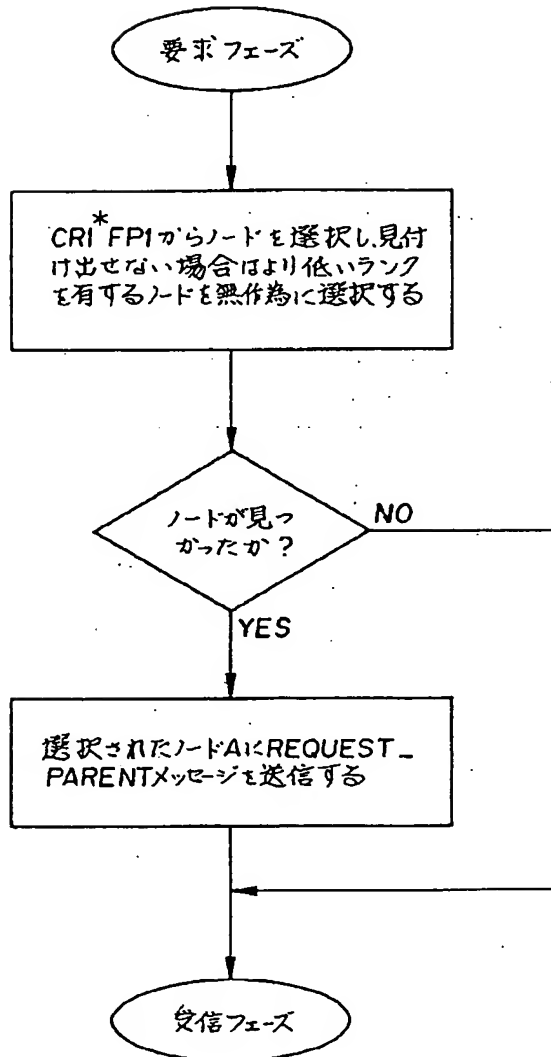 要求フェーズ
CRI*FP1からノードを選択し、見付
け出せない場合はより低いランク
を有するノードを無作為に選択する
ノードが見つ
かったか?
NO
YES
選択されたノードAにREQUEST_
PARENTメッセージを送信する
受信フェーズ